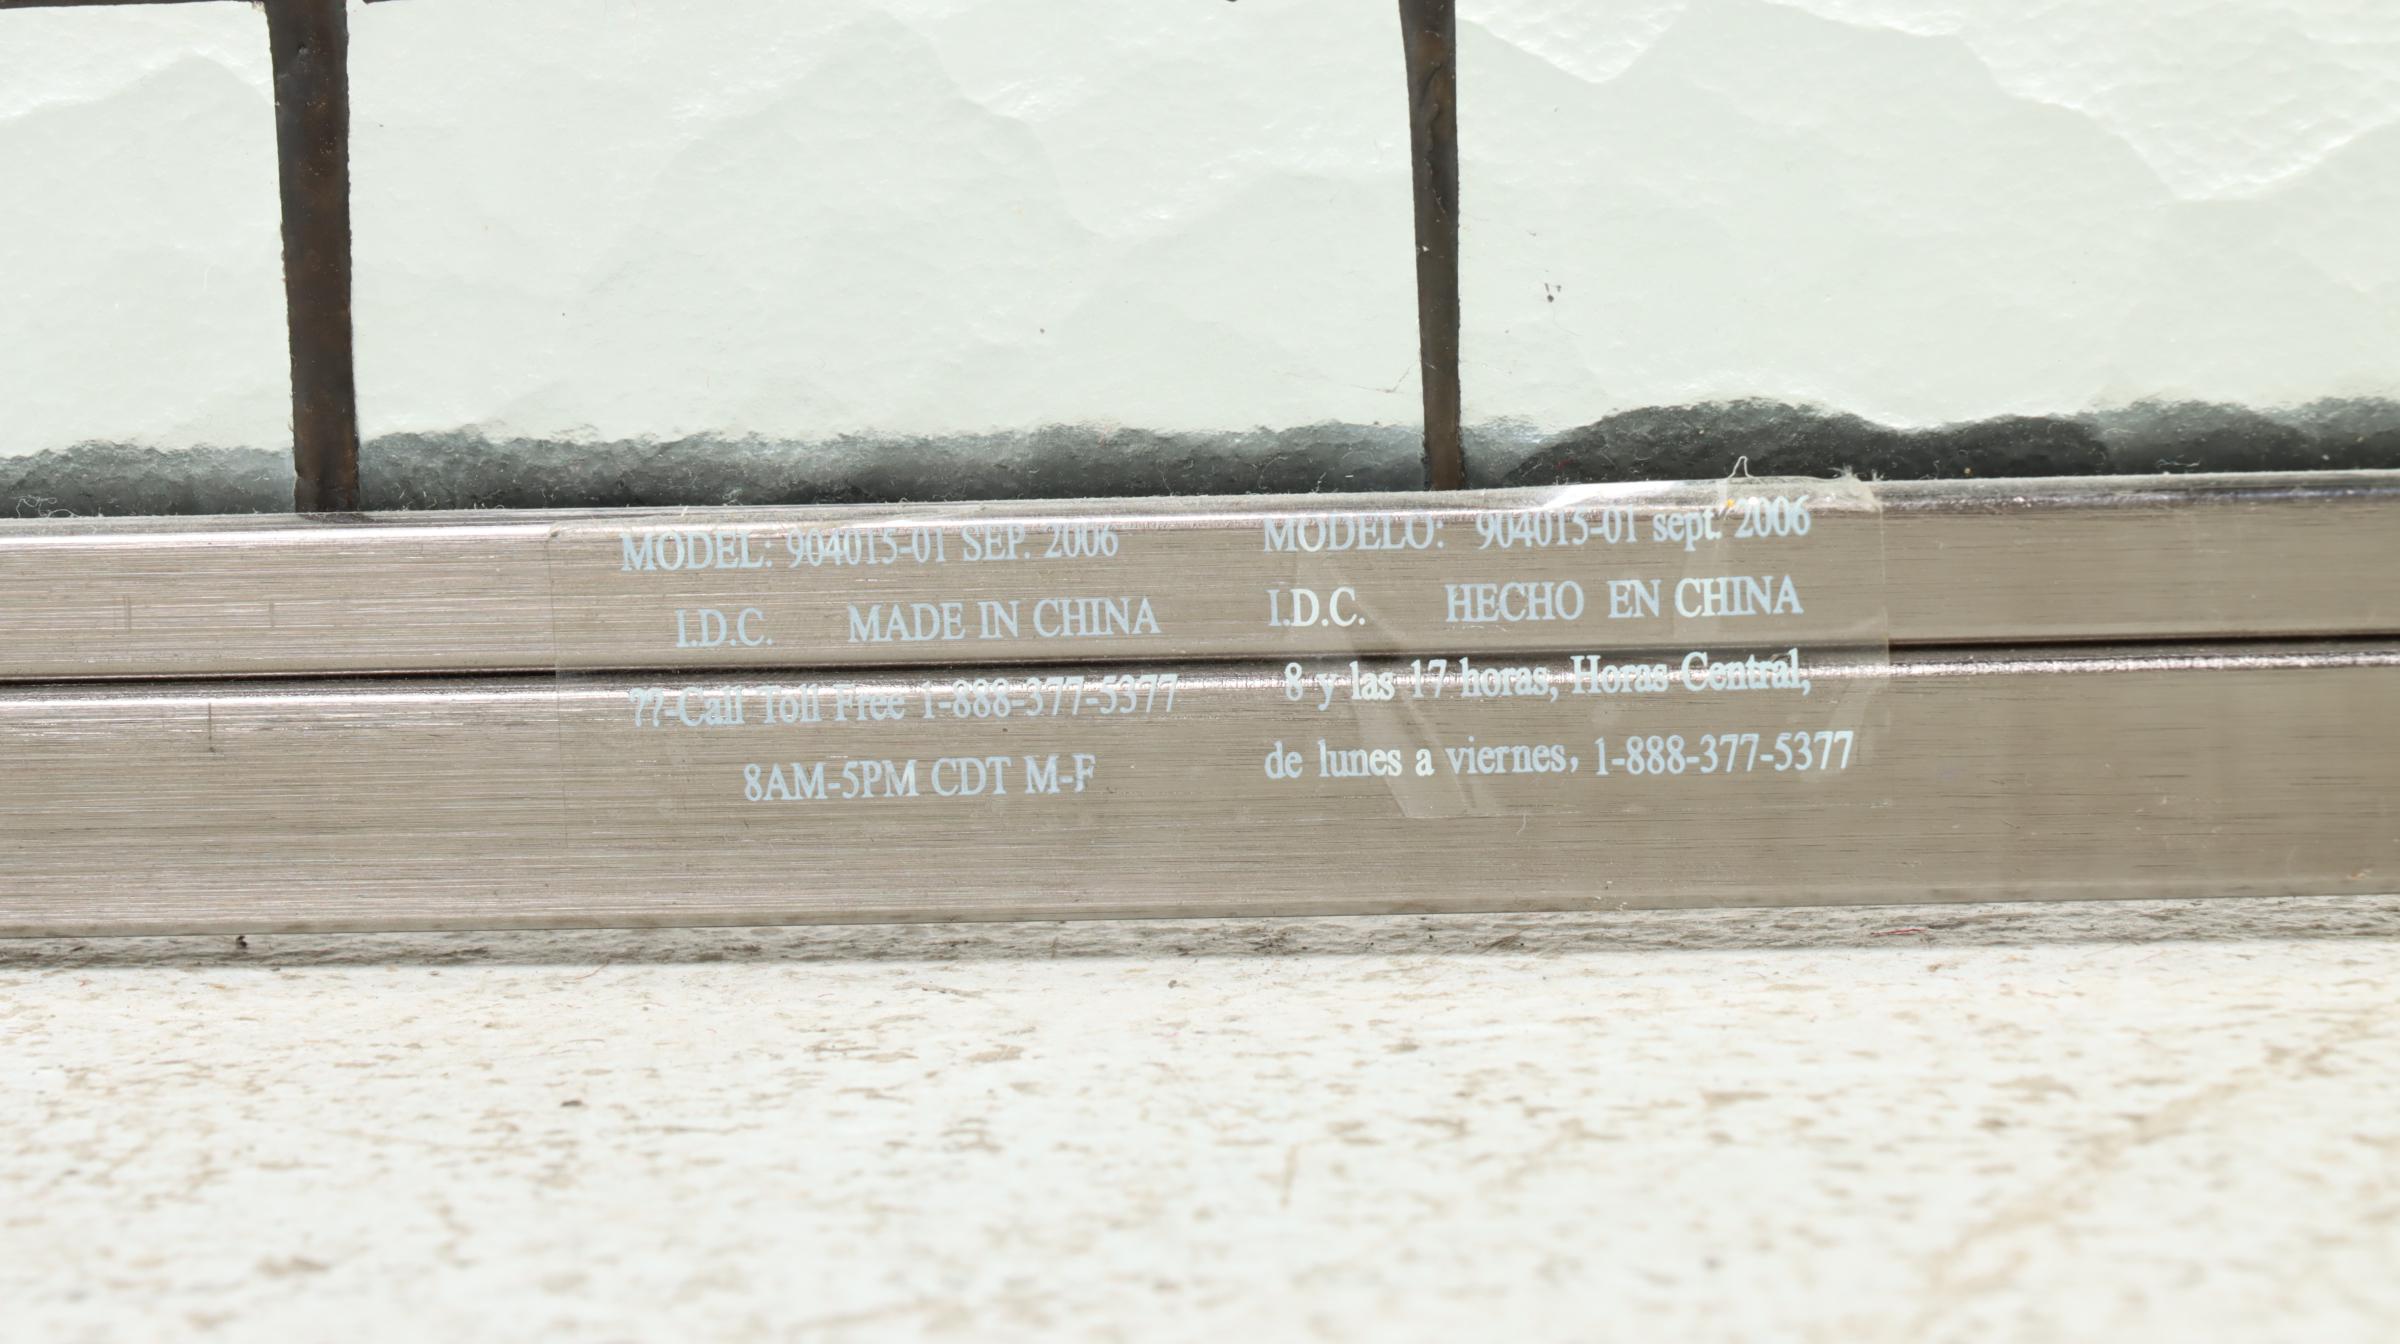 MODEL: 904015-01 SEP. 2006
I.D.C. MADE IN CHINA
??-Call Toll Free 1-888-377-5377
8AM-5PM CDT M-F
MODELO: 904015-01 sept. 2006
I.D.C. HECHO EN CHINA
8 y las 17 horas, Horas Central,
de lunes a viernes, 1-888-377-5377